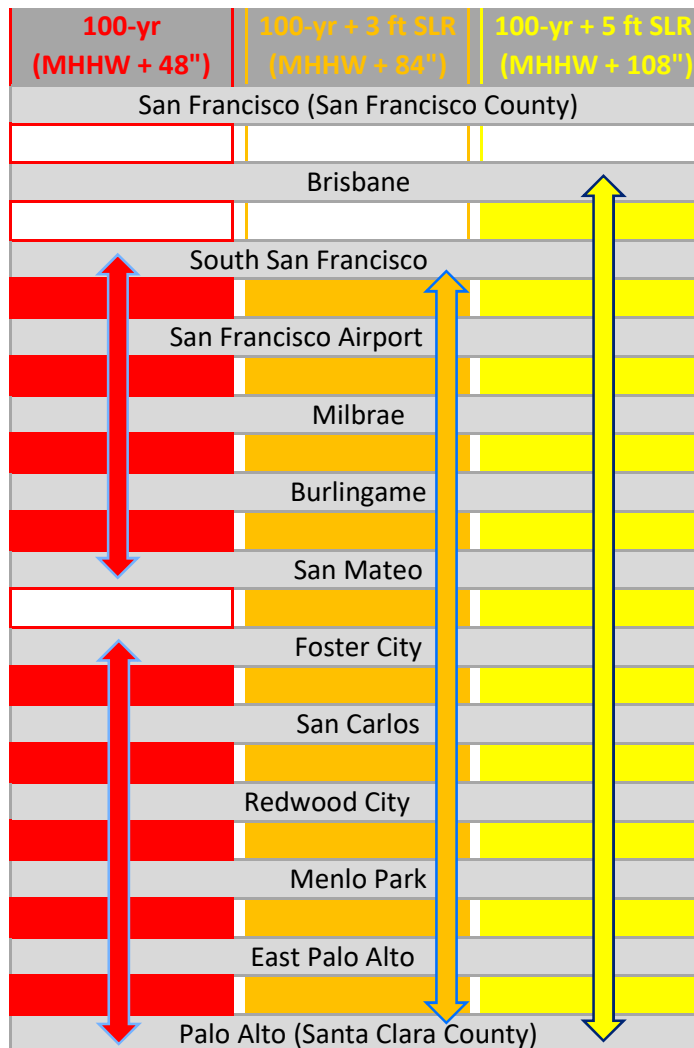 100-yr
(MHHW + 48")
100-yr + 3 ft SLR
(MHHW + 84")
100-yr + 5 ft SLR
(MHHW + 108")
San Francisco (San Francisco County)
Brisbane
South San Francisco
San Francisco Airport
Milbrae
Burlingame
San Mateo
Foster City
San Carlos
Redwood City
Menlo Park
East Palo Alto
Palo Alto (Santa Clara County)